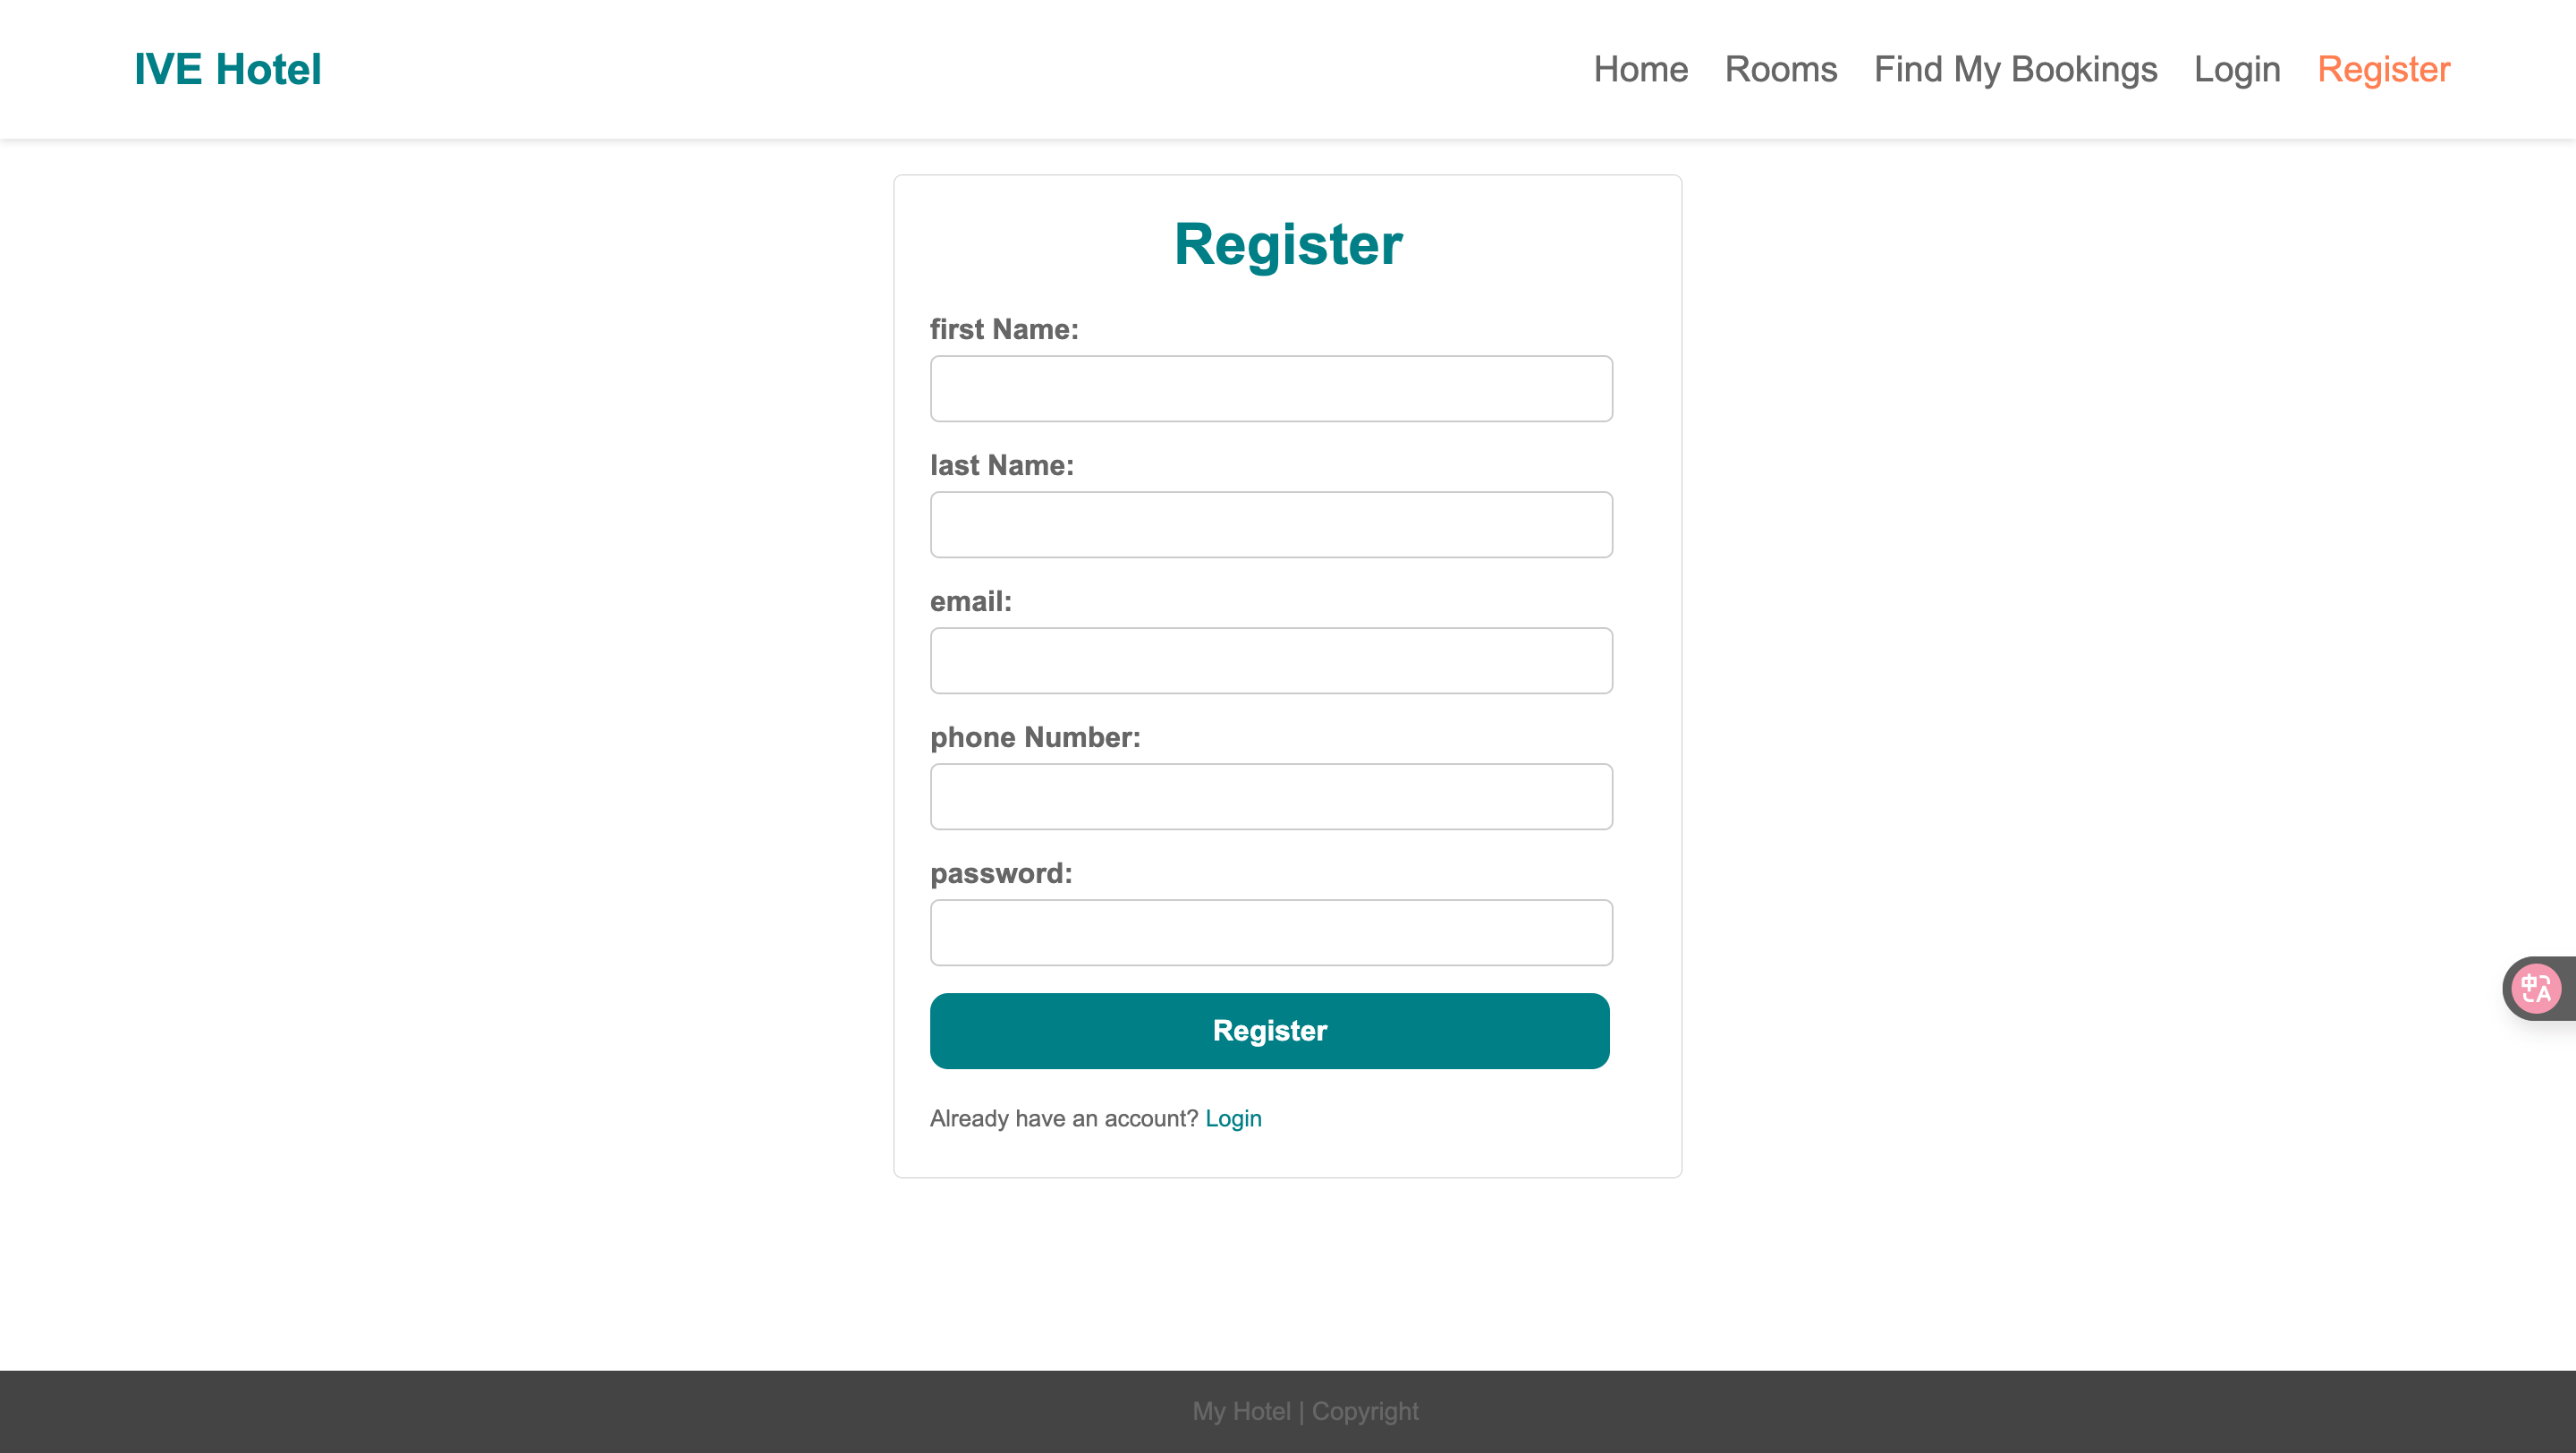 IVE Hotel
Home Rooms Find My Bookings Login Register
Register
first Name:
last Name:
email:
phone Number:
password:
Register
Already have an account? Login
中 A
My Hotel | Copyright